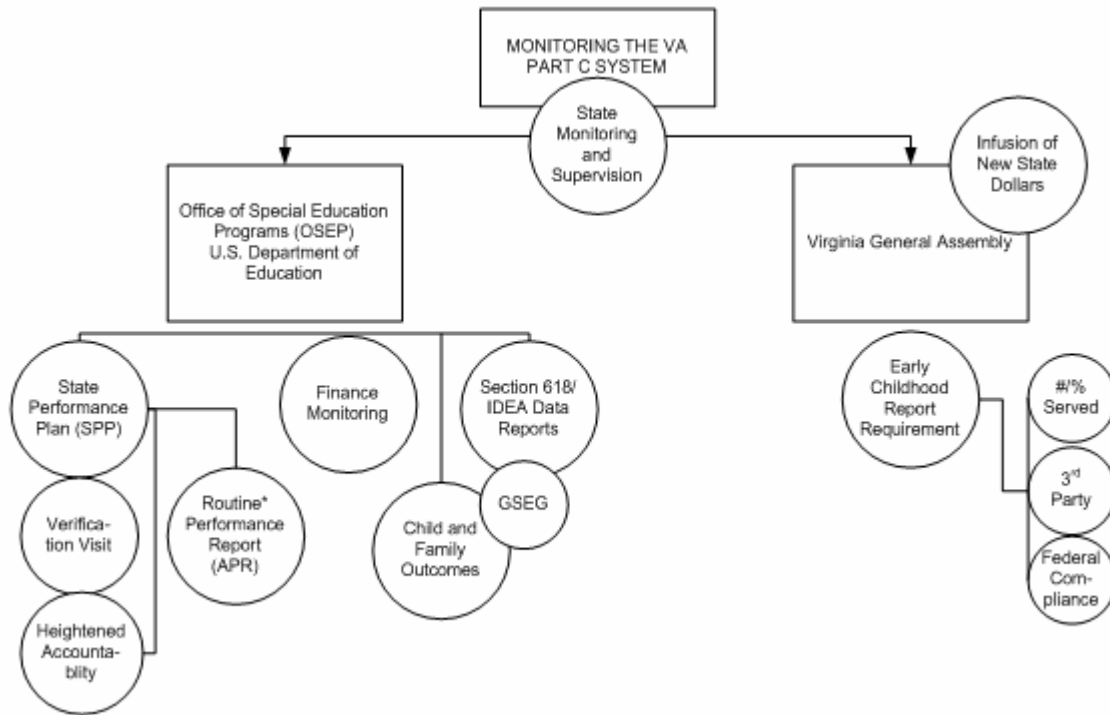 MONITORING THE VA
PART C SYSTEM
State
Monitoring
and
Supervision
Infusion of
New State
Dollars
Office of Special Education
Programs (OSEP)
U.S. Department of
Education
Virginia General Assembly
State
Performance
Plan (SPP)
Finance
Monitoring
Section 618/
IDEA Data
Reports
Early
Childhood
Report
Requirement
#/%
Served
Verifica-
tion Visit
Routine*
Performance
Report
(APR)
GSEG
Child and
Family
Outcomes
3rd
Party
Heightened
Accounta-
blity
Federal
Com-
pliance